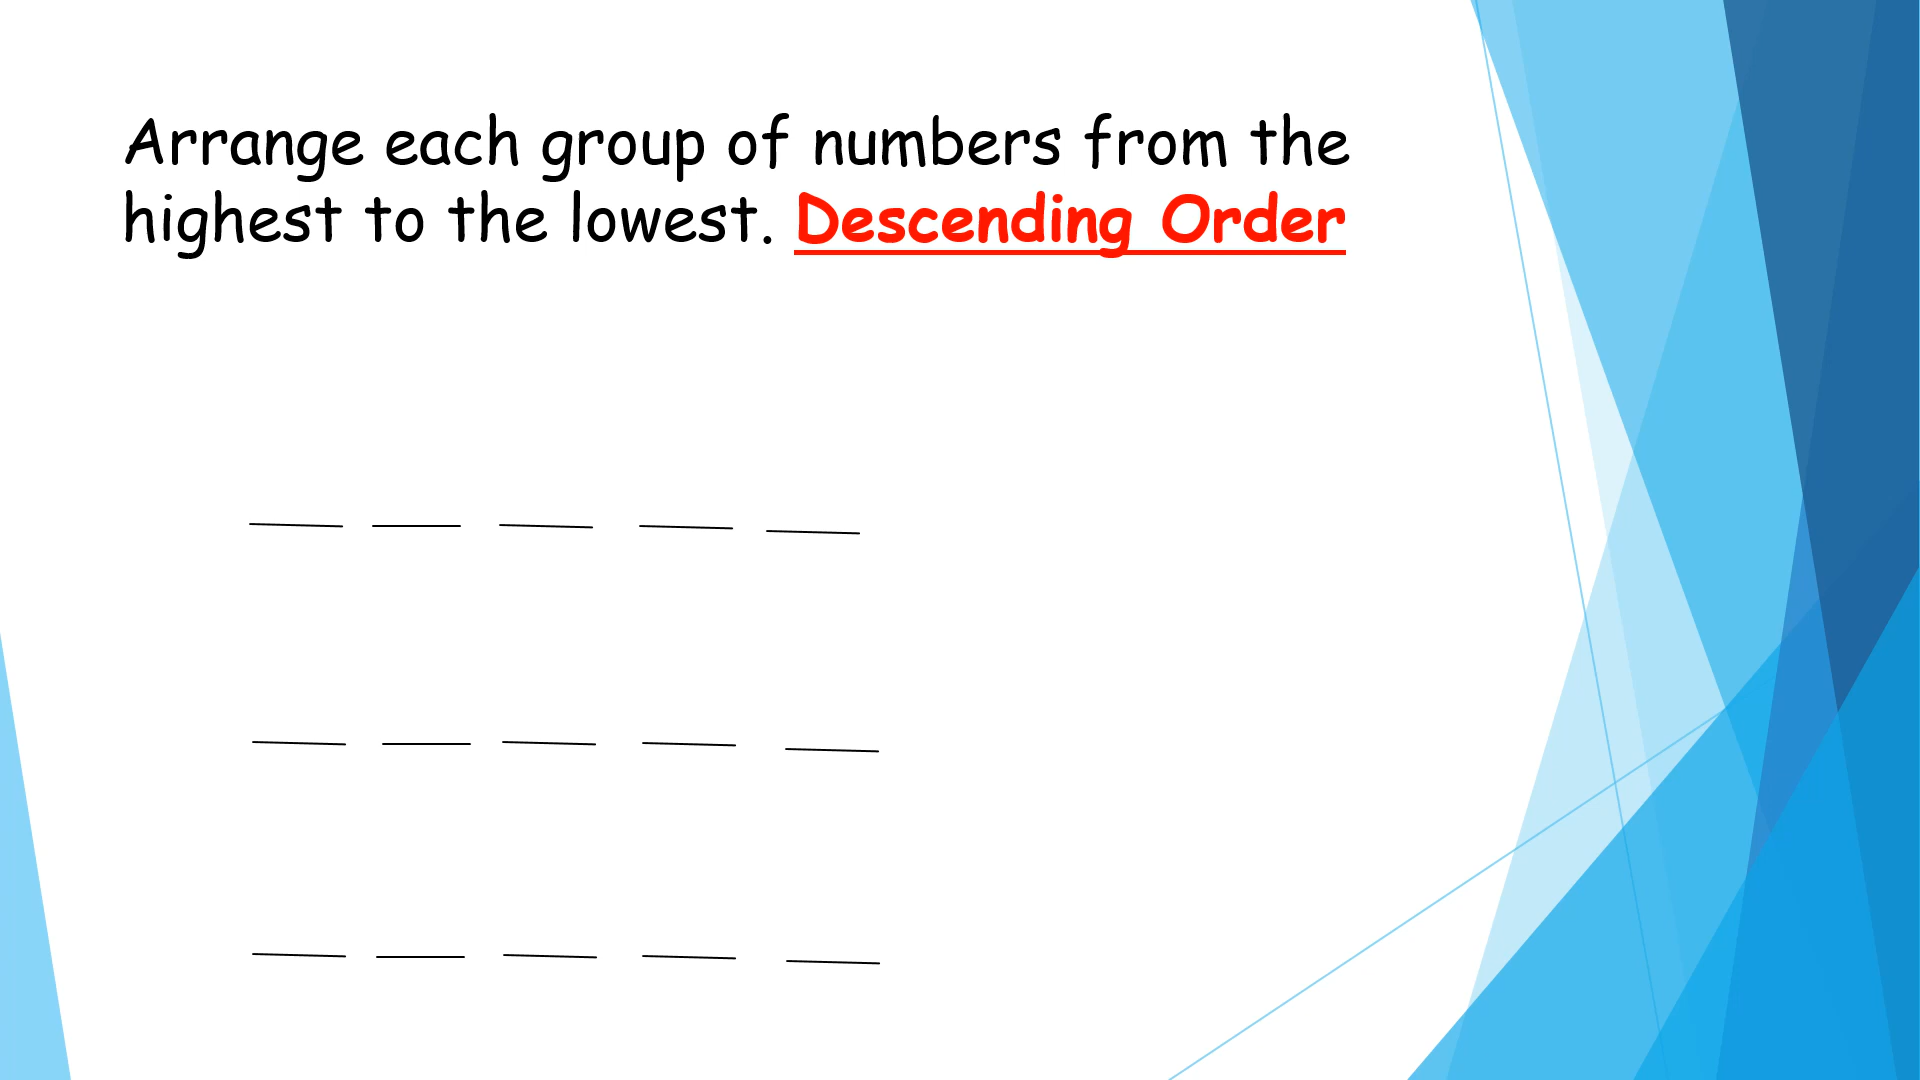 Arrange each group of numbers from the
highest to the lowest. Descending Order